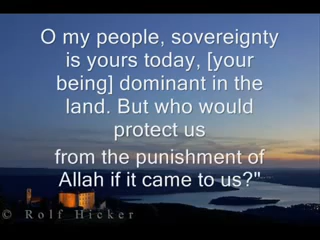 O my people, sovereignty
is yours today, [your
being] dominant in the
land. But who would
protect us
from the punishment of
Allah if it came to us?"
© Rolf Hicker